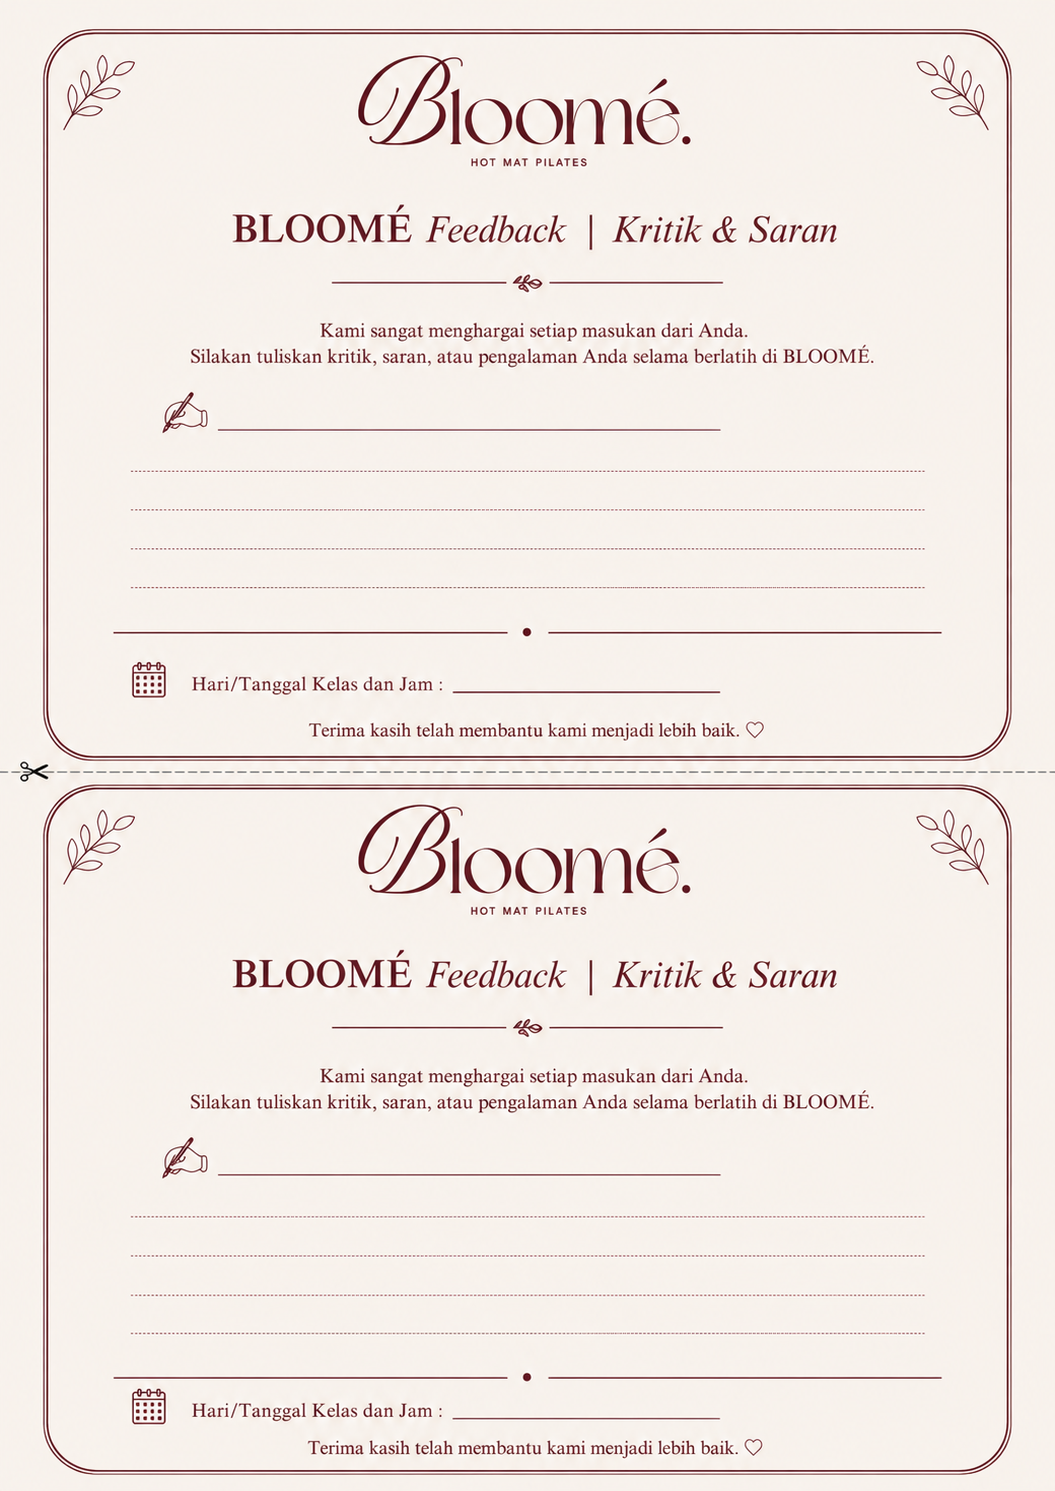 Bloomé.
HOT MAT PILATES
BLOOMÉ Feedback | Kritik & Saran
Kami sangat menghargai setiap masukan dari Anda.
Silakan tuliskan kritik, saran, atau pengalaman Anda selama berlatih di BLOOMÉ.
Hari/Tanggal Kelas dan Jam :
Terima kasih telah membantu kami menjadi lebih baik. ♡
Bloomé.
HOT MAT PILATES
BLOOMÉ Feedback | Kritik & Saran
Kami sangat menghargai setiap masukan dari Anda.
Silakan tuliskan kritik, saran, atau pengalaman Anda selama berlatih di BLOOMÉ.
Hari/Tanggal Kelas dan Jam :
Terima kasih telah membantu kami menjadi lebih baik. ♡